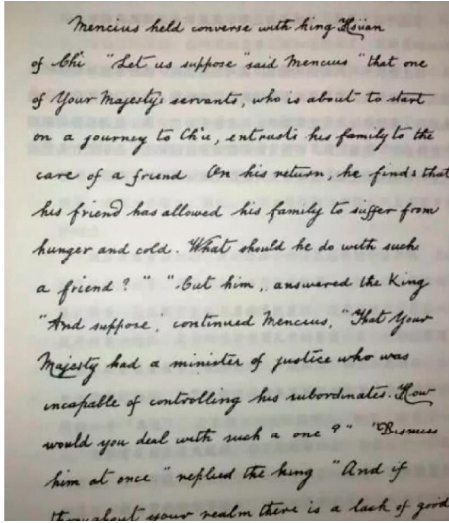 Mencius held converse with king Hsüan
of Chi "Let us suppose" said Mencius "that one
of Your Majesty's servants, who is about to start
on a journey to Ch'u, entrusts his family to the
care of a friend On his return, he finds that
his friend has allowed his family to suffer from
hunger and cold. What should he do with such
a friend?" "Cut him, answered the King
"And suppose," continued Mencius, "That Your
Majesty had a minister of justice who was
incapable of controlling his subordinates. How
would you deal with such a one?" "Dismiss
him at once" replied the king "And if
throughout your realm there is a lack of good